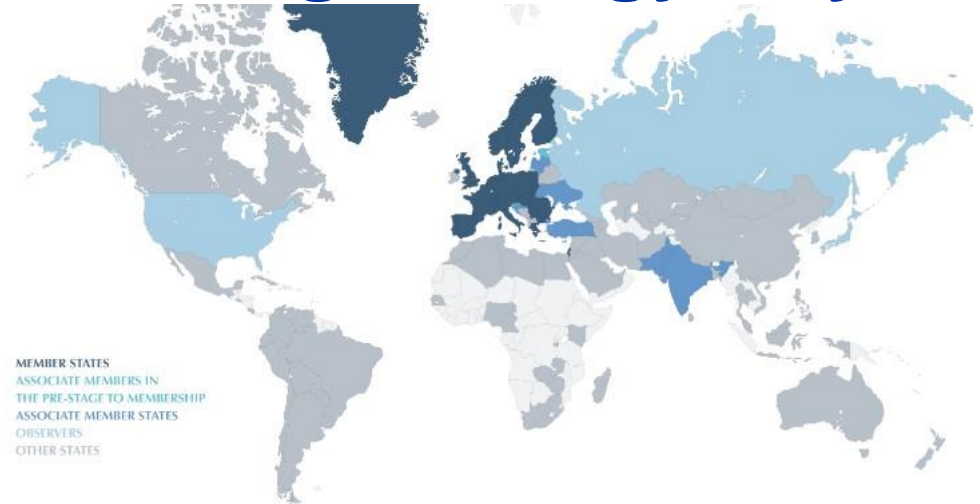 MEMBER STATES
ASSOCIATE MEMBERS IN
THE PRE-STAGE TO MEMBERSHIP
ASSOCIATE MEMBER STATES
OBSERVERS
OTHER STATES